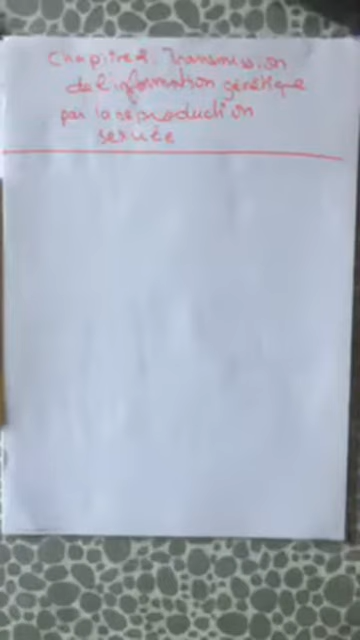 Chapitre 2: Transmission
de l'information génétique
par la reproduction
sexuée